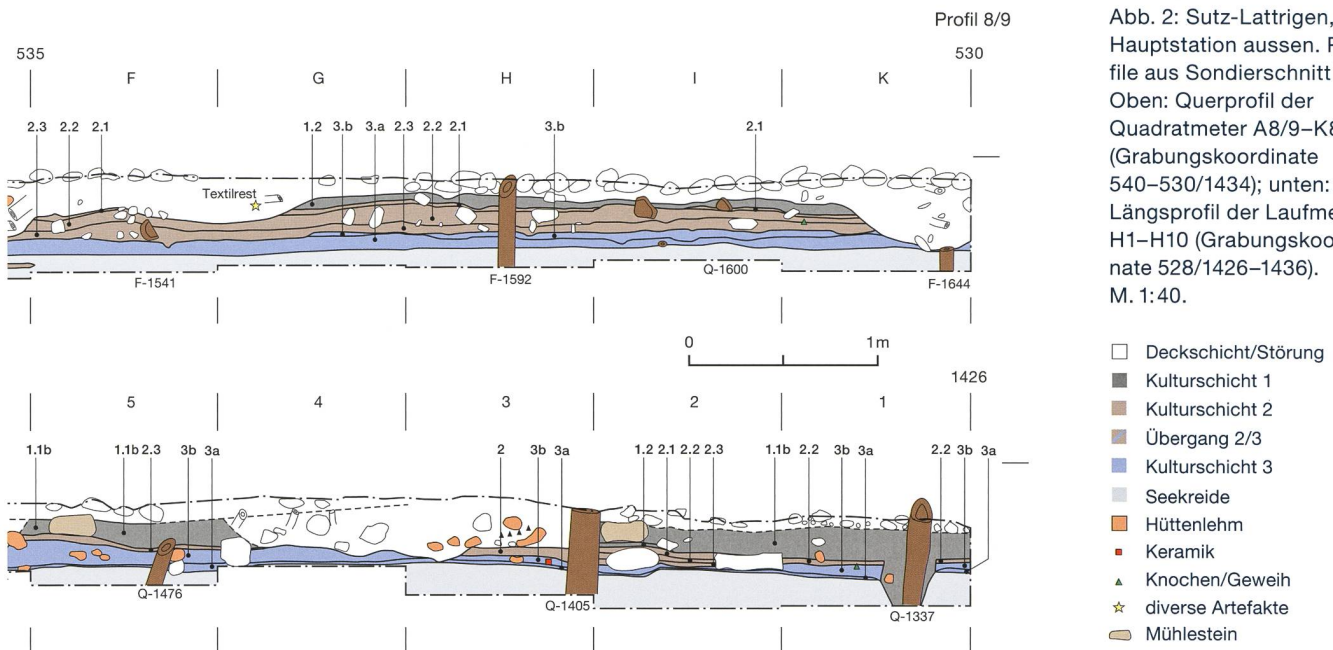 Profil 8/9
535 530
F G H I K
2.3 2.2 2.1 1.2 3.b 3.a 2.3 2.2 2.1 3.b 2.1
Textilrest
F-1541 F-1592 Q-1600 F-1644
0 1m
1426
5 4 3 2 1
1.1b 1.1b 2.3 3b 3a 2 3b 3a 1.2 2.1 2.2 2.3 1.1b 2.2 3b 3a 2.2 3b 3a
Q-1476 Q-1405 Q-1337
Abb. 2: Sutz-Lattrigen,
Hauptstation aussen.
file aus Sondierschnitt
Oben: Querprofil der
Quadratmeter A8/9–K8
(Grabungskoordinate
540–530/1434); unten:
Längsprofil der Laufme
H1–H10 (Grabungskoo
nate 528/1426–1436).
M. 1:40.
Deckschicht/Störung
Kulturschicht 1
Kulturschicht 2
Übergang 2/3
Kulturschicht 3
Seekreide
Hüttenlehm
Keramik
Knochen/Geweih
diverse Artefakte
Mühlestein